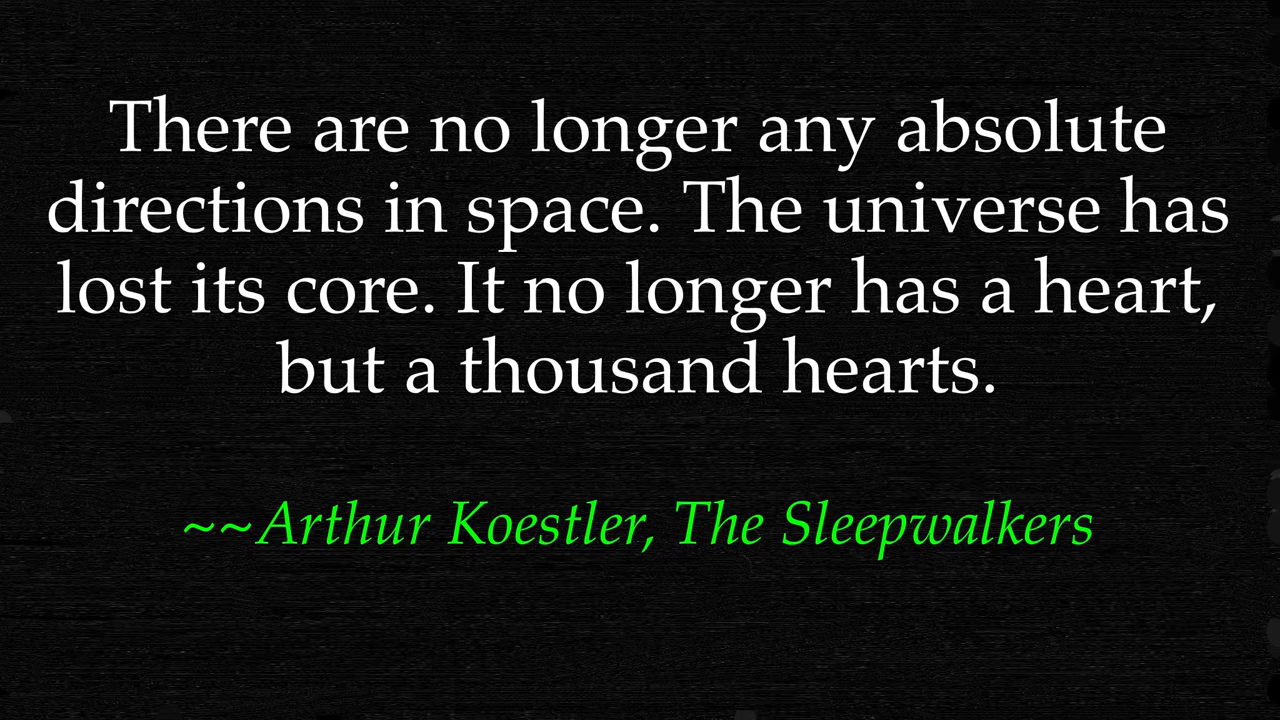 There are no longer any absolute
directions in space. The universe has
lost its core. It no longer has a heart,
but a thousand hearts.
~~Arthur Koestler, The Sleepwalkers